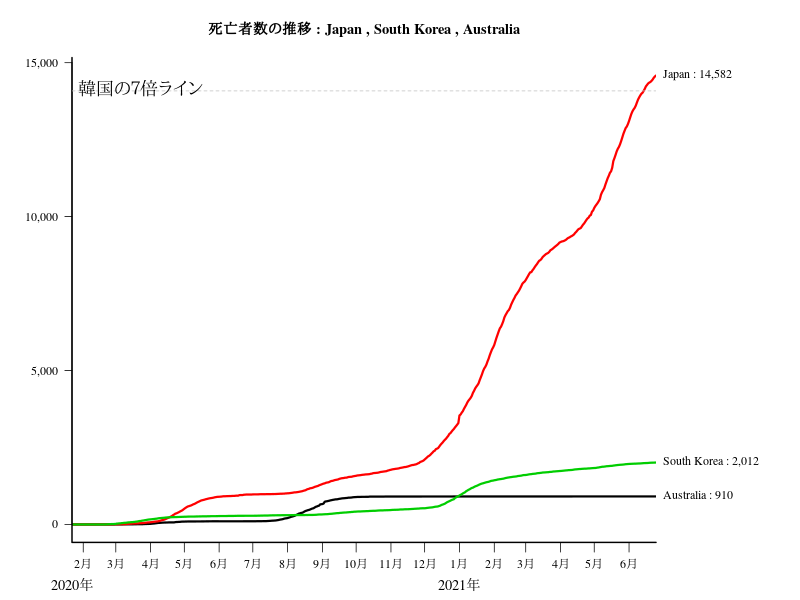 死亡者数の推移 : Japan , South Korea , Australia
15,000
10,000
5,000
0
韓国の7倍ライン
Japan : 14,582
South Korea : 2,012
Australia : 910
2月 3月 4月 5月 6月 7月 8月 9月 10月 11月 12月 1月 2月 3月 4月 5月 6月
2020年 2021年